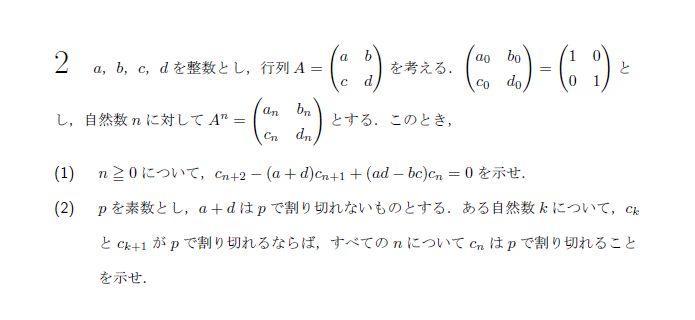 2 a, b, c, d を整数とし，行列 A = \begin{pmatrix} a & b \\ c & d \end{pmatrix} を考える．\begin{pmatrix} a_0 & b_0 \\ c_0 & d_0 \end{pmatrix} = \begin{pmatrix} 1 & 0 \\ 0 & 1 \end{pmatrix} と
し，自然数 n に対して A^n = \begin{pmatrix} a_n & b_n \\ c_n & d_n \end{pmatrix} とする．このとき，
(1) n ≧ 0 について，c_{n+2} − (a + d)c_{n+1} + (ad − bc)c_n = 0 を示せ．
(2) p を素数とし，a + d は p で割り切れないものとする．ある自然数 k について，c_k
と c_{k+1} が p で割り切れるならば，すべての n について c_n は p で割り切れること
を示せ．